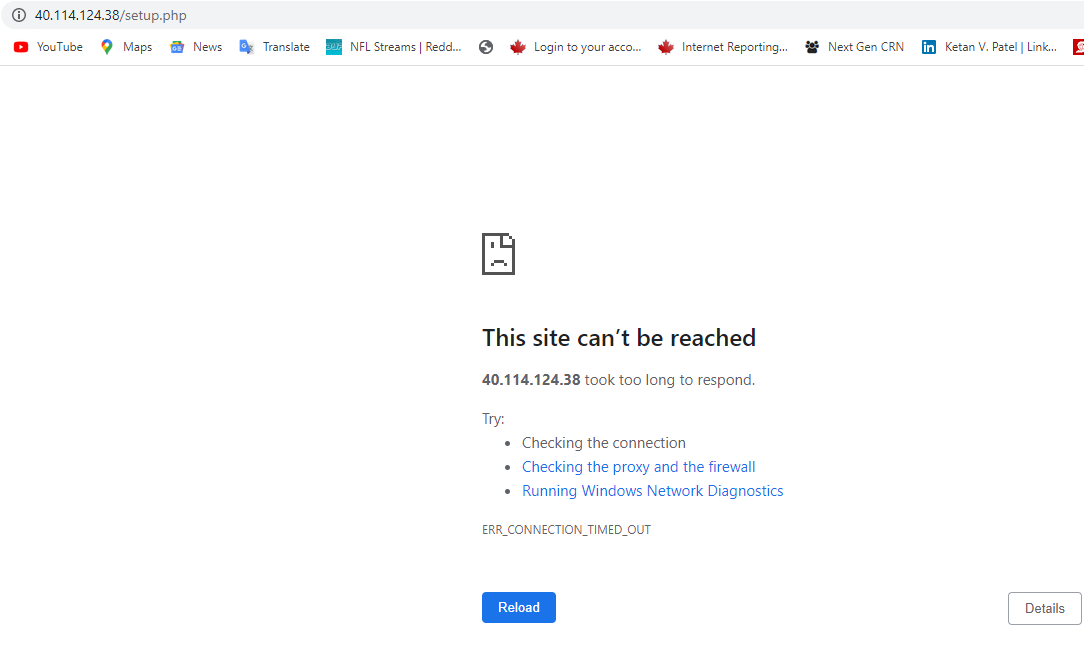 40.114.124.38/setup.php
YouTube Maps News Translate NFL Streams | Redd... Login to your acco... Internet Reporting... Next Gen CRN Ketan V. Patel | Link...
This site can’t be reached
40.114.124.38 took too long to respond.
Try:
• Checking the connection
• Checking the proxy and the firewall
• Running Windows Network Diagnostics
ERR_CONNECTION_TIMED_OUT
Reload Details